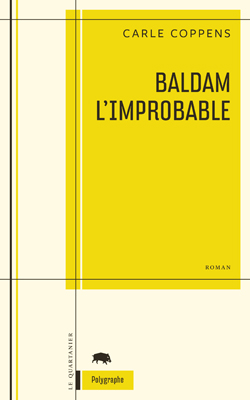 CARLE COPPENS
BALDAM
L'IMPROBABLE
ROMAN
LE QUARTANIER
Polygraphe